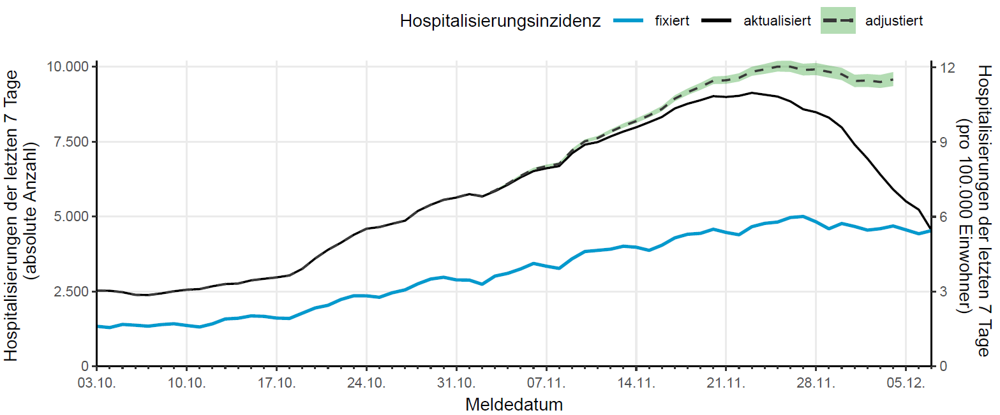 Hospitalisierungsinzidenz fixiert aktualisiert adjustiert
Hospitalisierungen der letzten 7 Tage
(absolute Anzahl)
10.000
7.500
5.000
2.500
0
12
9
6
3
0
Hospitalisierungen der letzten 7 Tage
(pro 100.000 Einwohner)
03.10. 10.10. 17.10. 24.10. 31.10. 07.11. 14.11. 21.11. 28.11. 05.12.
Meldedatum